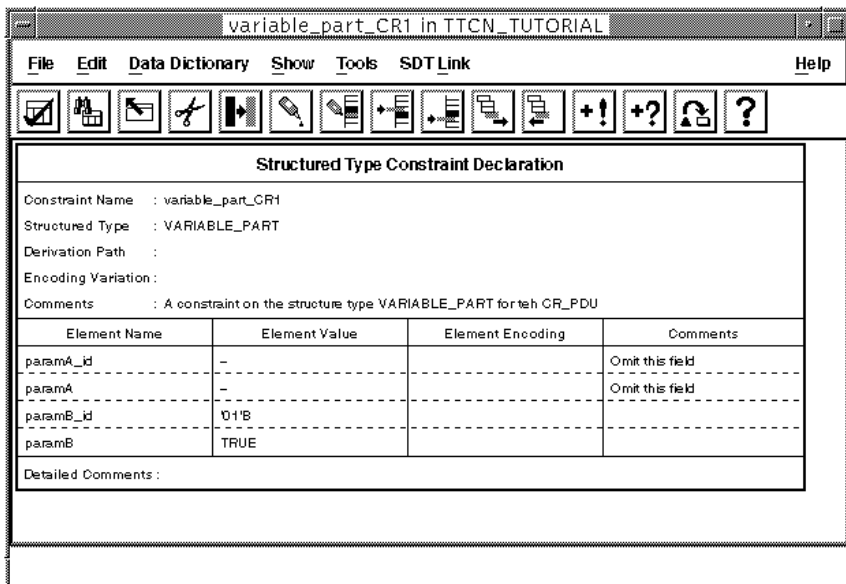 variable_part_CR1 in TTCN_TUTORIAL
File Edit Data Dictionary Show Tools SDT Link Help
+! +? ?
Structured Type Constraint Declaration
Constraint Name : variable_part_CR1
Structured Type : VARIABLE_PART
Derivation Path :
Encoding Variation :
Comments : A constraint on the structure type VARIABLE_PART for teh CR_PDU
Element Name Element Value Element Encoding Comments
paramA_id – Omit this field
paramA – Omit this field
paramB_id '01'B
paramB TRUE
Detailed Comments :